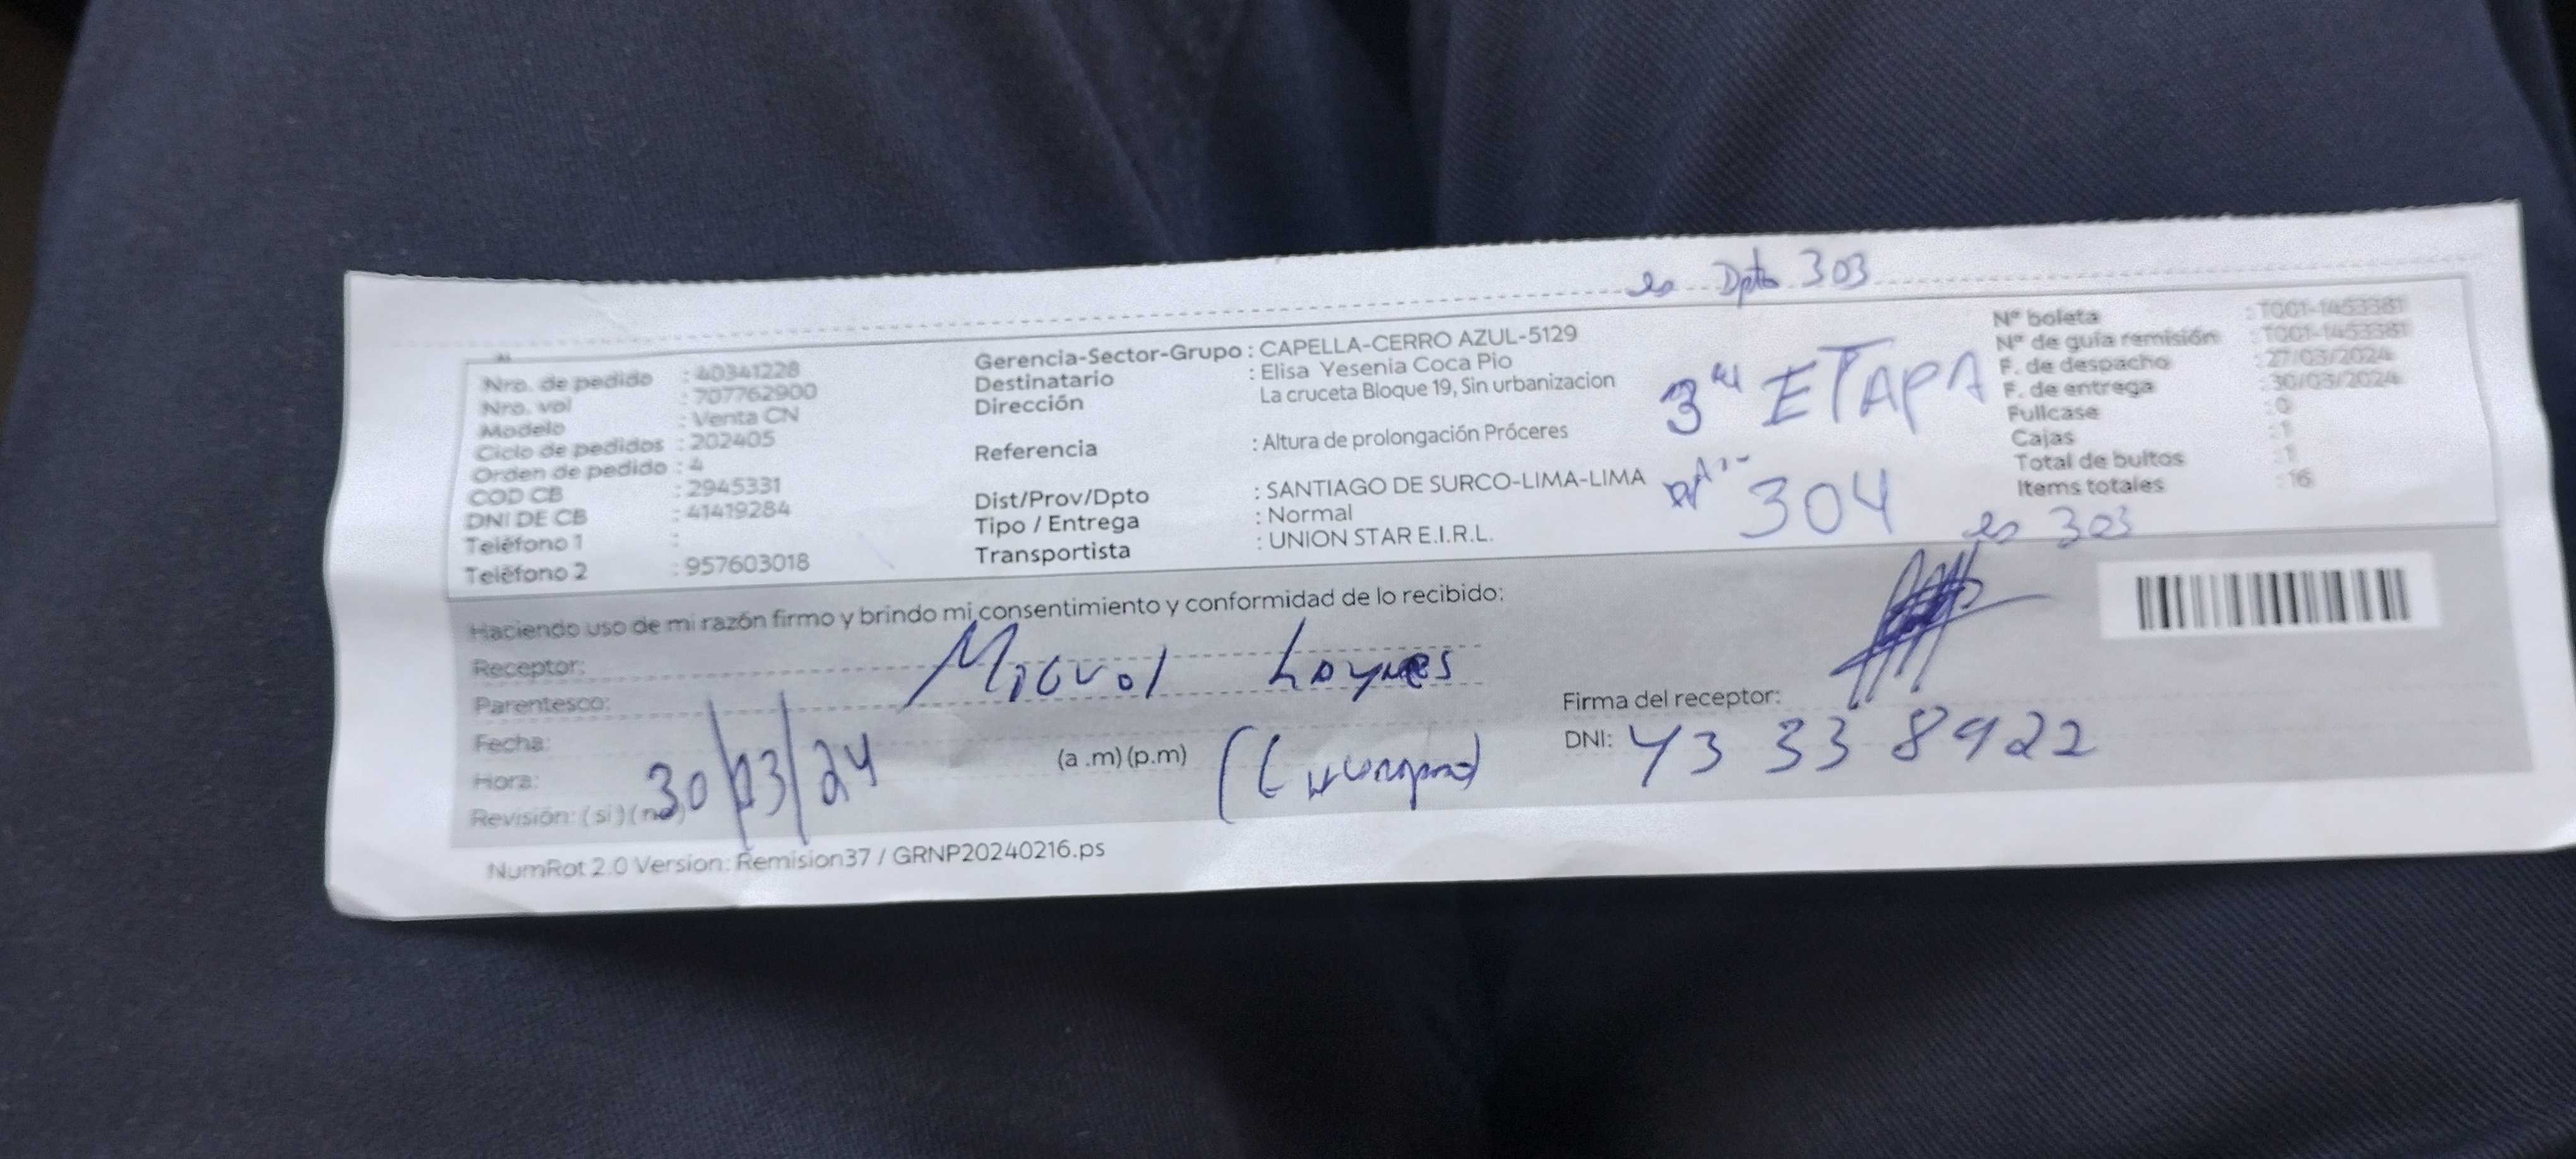 es Dpto 303
Nro. de pedido : 40341228
Nro. vol : 707762900
Modelo : Venta CN
Ciclo de pedidos : 202405
Orden de pedido : 4
COD CB : 2945331
DNI DE CB : 41419284
Teléfono 1 :
Teléfono 2 : 957603018
Gerencia-Sector-Grupo : CAPELLA-CERRO AZUL-5129
Destinatario : Elisa Yesenia Coca Pio
Dirección La cruceta Bloque 19, Sin urbanizacion
Referencia : Altura de prolongación Próceres
Dist/Prov/Dpto : SANTIAGO DE SURCO-LIMA-LIMA
Tipo / Entrega : Normal
Transportista : UNION STAR E.I.R.L.
3ra ETAPA
304
es 303
Nº boleta : T001-1453381
Nº de guía remisión : T001-1453381
F. de despacho : 27/03/2024
F. de entrega : 30/03/2024
Fullcase : 0
Cajas : 1
Total de bultos : 1
Items totales : 16
Haciendo uso de mi razón firmo y brindo mi consentimiento y conformidad de lo recibido:
Receptor:
Parentesco:
Fecha:
Hora: (a .m) (p.m)
Revisión: ( si ) ( no )
30/03/24
Firma del receptor:
DNI: 43338922
NumRot 2.0 Version: Remision37 / GRNP20240216.ps